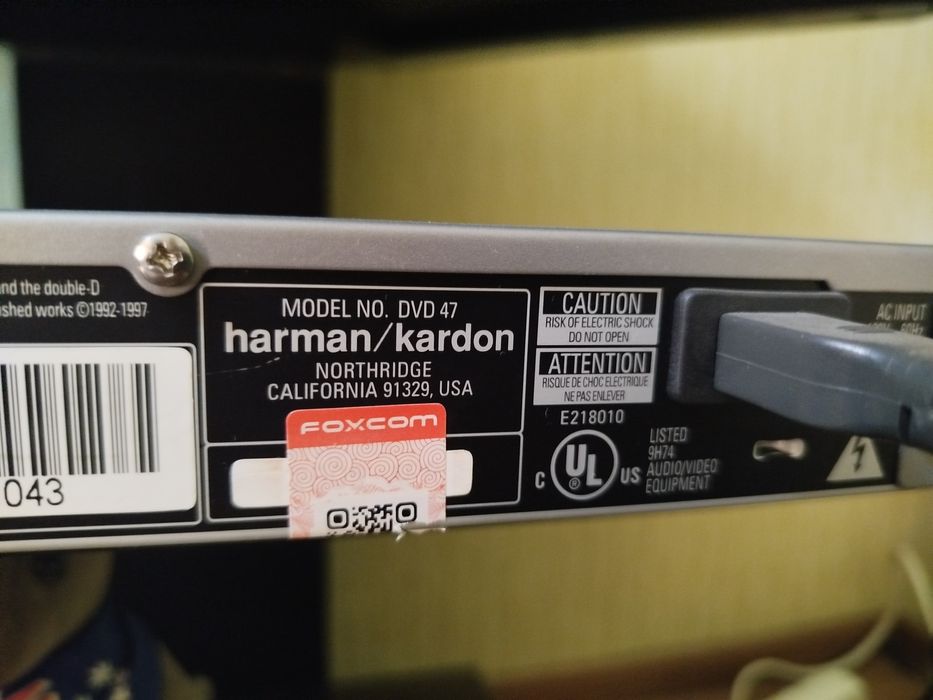 and the double-D
shed works ©1992-1997
043
MODEL NO. DVD 47
harman/kardon
NORTHRIDGE
CALIFORNIA 91329, USA
FOXCOM
CAUTION
RISK OF ELECTRIC SHOCK
DO NOT OPEN
ATTENTION
RISQUE DE CHOC ELECTRIQUE
NE PAS ENLEVER
E218010
C UL ® US
LISTED
9H74
AUDIO/VIDEO
EQUIPMENT
AC INPUT